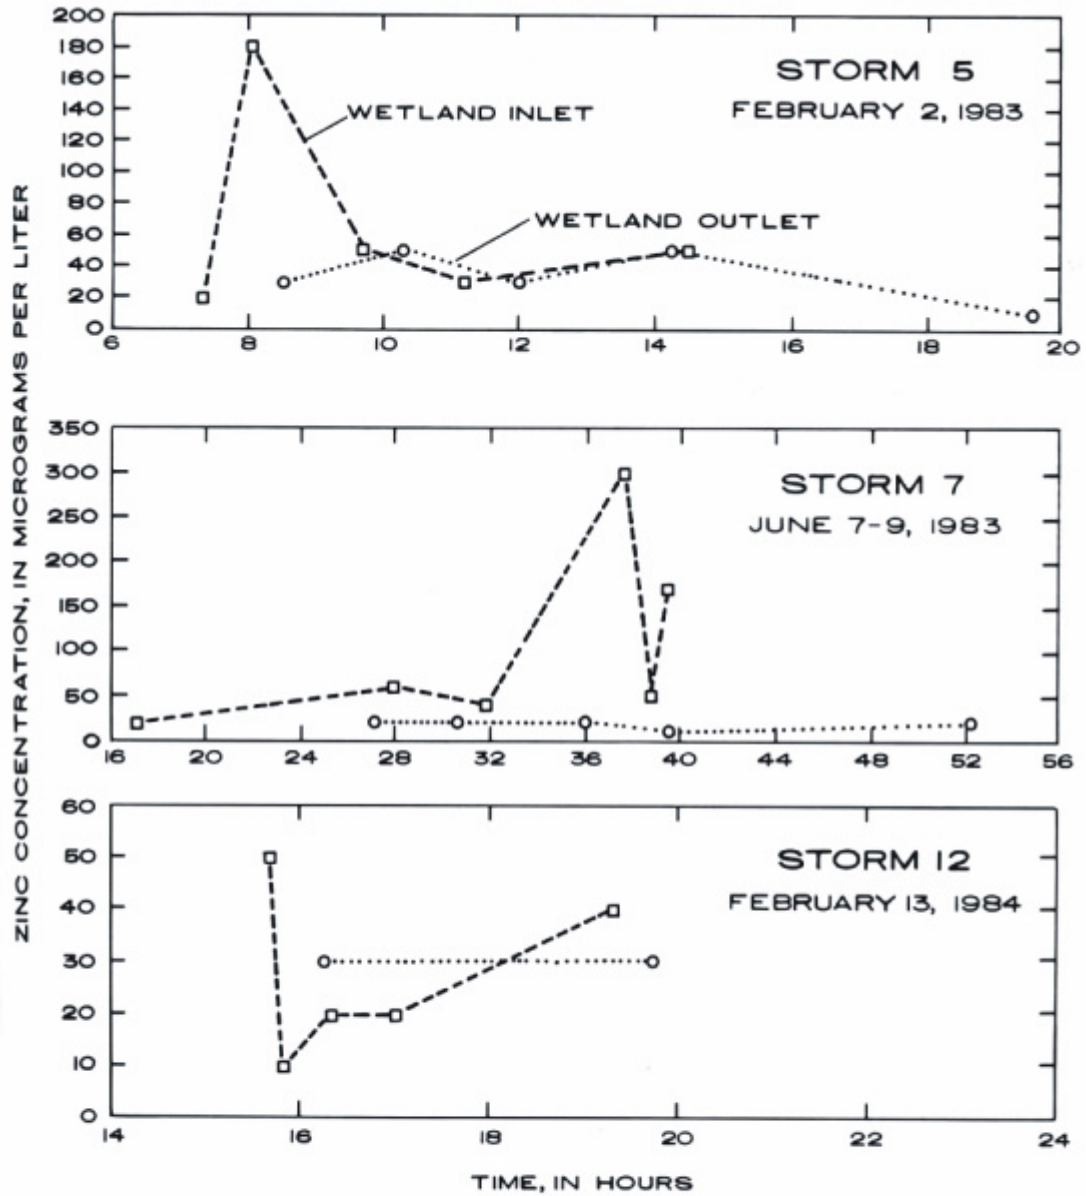 ZINC CONCENTRATION, IN MICROGRAMS PER LITER
200
180
160
140
120
100
80
60
40
20
0
STORM 5
FEBRUARY 2, 1983
WETLAND INLET
WETLAND OUTLET
6 8 10 12 14 16 18 20
350
300
250
200
150
100
50
0
STORM 7
JUNE 7-9, 1983
16 20 24 28 32 36 40 44 48 52 56
60
50
40
30
20
10
0
STORM 12
FEBRUARY 13, 1984
14 16 18 20 22 24
TIME, IN HOURS